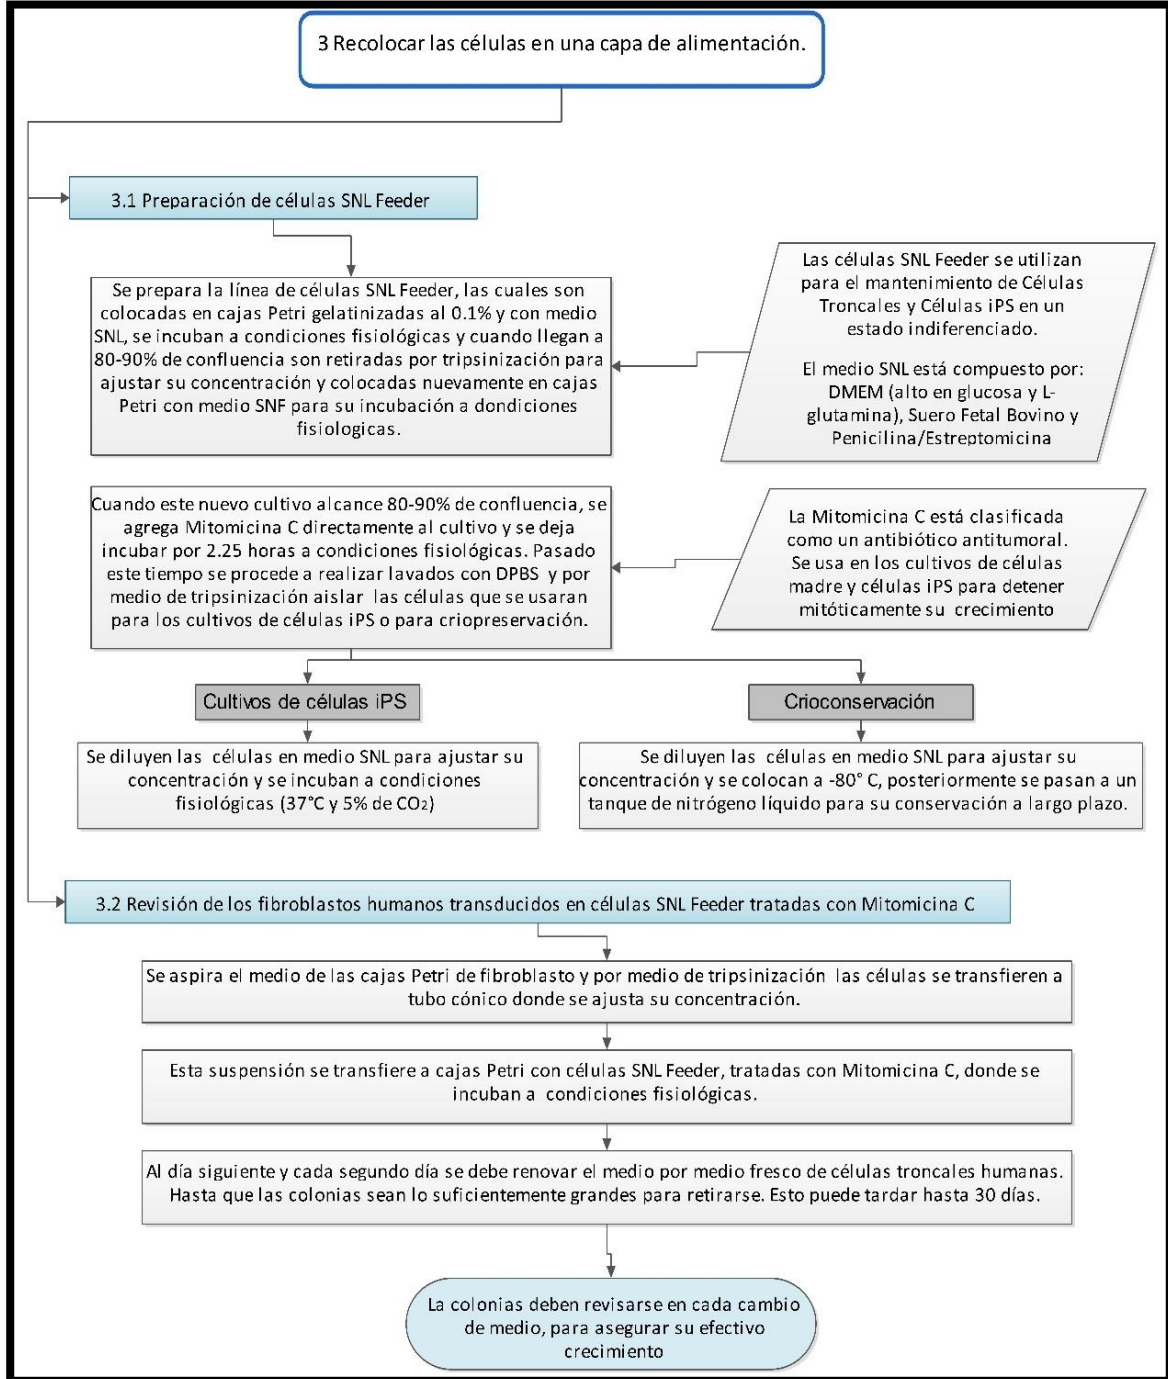 3 Recolocar las células en una capa de alimentación.
3.1 Preparación de células SNL Feeder
Se prepara la línea de células SNL Feeder, las cuales son
colocadas en cajas Petri gelatinizadas al 0.1% y con medio
SNL, se incuban a condiciones fisiológicas y cuando llegan a
80-90% de confluencia son retiradas por tripsinización para
ajustar su concentración y colocadas nuevamente en cajas
Petri con medio SNF para su incubación a dondiciones
fisiologicas.
Las células SNL Feeder se utilizan
para el mantenimiento de Células
Troncales y Células iPS en un
estado indiferenciado.
El medio SNL está compuesto por:
DMEM (alto en glucosa y L-
glutamina), Suero Fetal Bovino y
Penicilina/Estreptomicina
Cuando este nuevo cultivo alcance 80-90% de confluencia, se
agrega Mitomicina C directamente al cultivo y se deja
incubar por 2.25 horas a condiciones fisiológicas. Pasado
este tiempo se procede a realizar lavados con DPBS y por
medio de tripsinización aislar las células que se usaran
para los cultivos de células iPS o para criopreservación.
La Mitomicina C está clasificada
como un antibiótico antitumoral.
Se usa en los cultivos de células
madre y células iPS para detener
mitóticamente su crecimiento
Cultivos de células iPS
Se diluyen las células en medio SNL para ajustar su
concentración y se incuban a condiciones
fisiológicas (37°C y 5% de CO₂)
Crioconservación
Se diluyen las células en medio SNL para ajustar su
concentración y se colocan a -80° C, posteriormente se pasan a un
tanque de nitrógeno líquido para su conservación a largo plazo.
3.2 Revisión de los fibroblastos humanos transducidos en células SNL Feeder tratadas con Mitomicina C
Se aspira el medio de las cajas Petri de fibroblasto y por medio de tripsinización las células se transfieren a
tubo cónico donde se ajusta su concentración.
Esta suspensión se transfiere a cajas Petri con células SNL Feeder, tratadas con Mitomicina C, donde se
incuban a condiciones fisiológicas.
Al día siguiente y cada segundo día se debe renovar el medio por medio fresco de células troncales humanas.
Hasta que las colonias sean lo suficientemente grandes para retirarse. Esto puede tardar hasta 30 días.
La colonias deben revisarse en cada cambio
de medio, para asegurar su efectivo
crecimiento